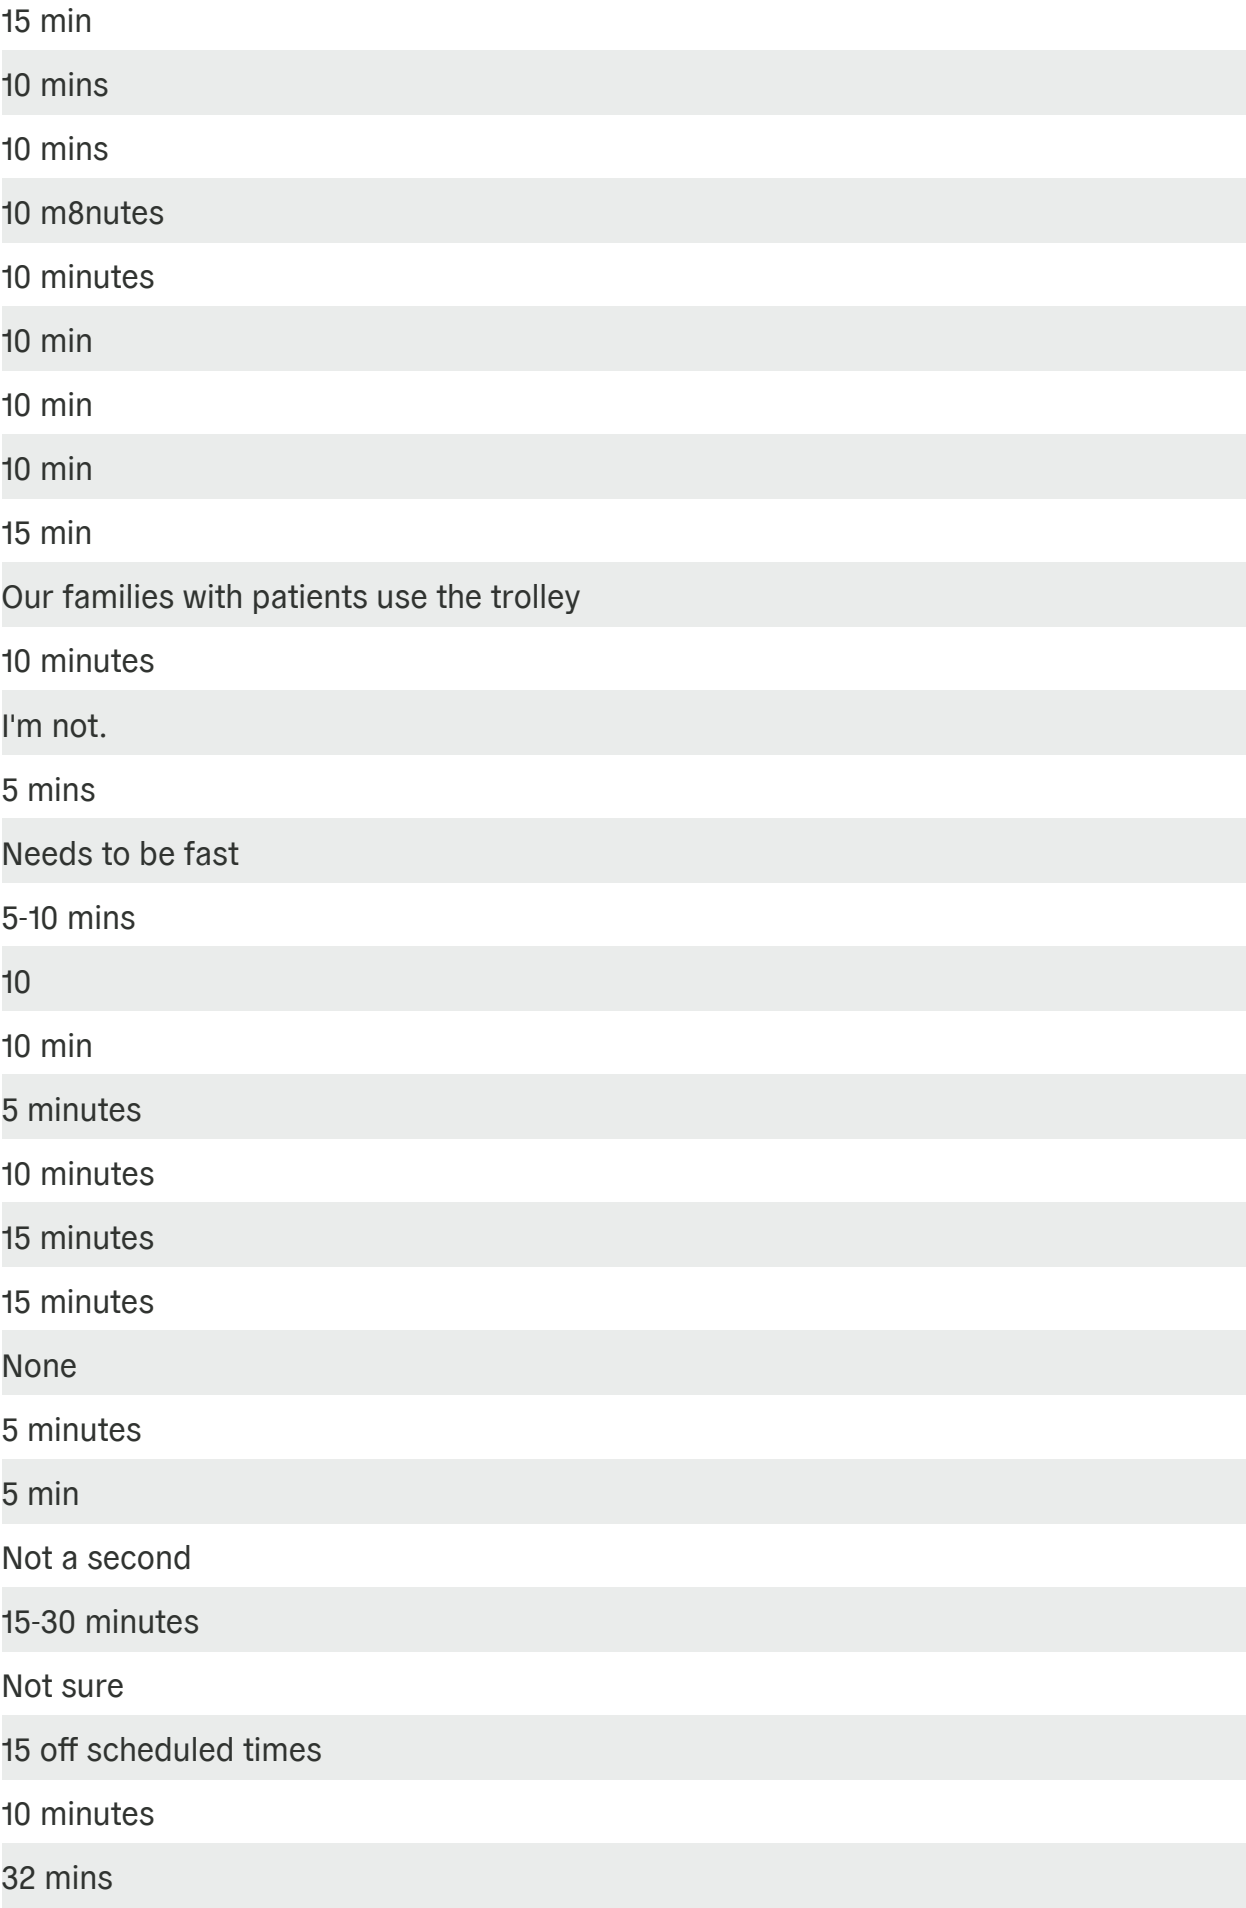 15 min
10 mins
10 mins
10 m8nutes
10 minutes
10 min
10 min
10 min
15 min
Our families with patients use the trolley
10 minutes
I'm not.
5 mins
Needs to be fast
5-10 mins
10
10 min
5 minutes
10 minutes
15 minutes
15 minutes
None
5 minutes
5 min
Not a second
15-30 minutes
Not sure
15 off scheduled times
10 minutes
32 mins